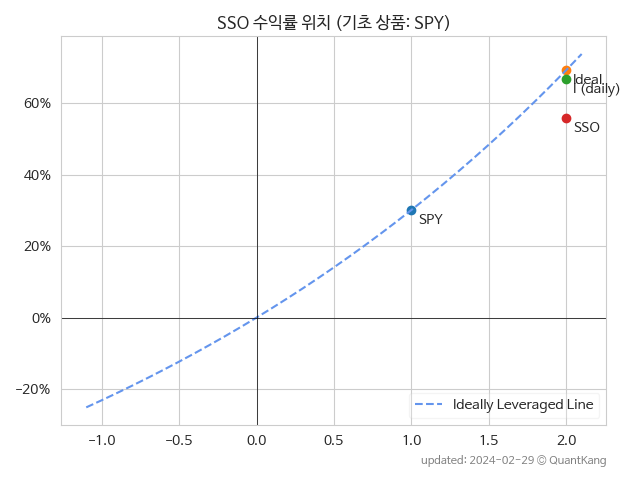 SSO 수익률 위치 (기초 상품: SPY)
60%
40%
20%
0%
−20%
Ideal
l (daily)
SSO
SPY
Ideally Leveraged Line
−1.0 −0.5 0.0 0.5 1.0 1.5 2.0
updated: 2024-02-29 © QuantKang